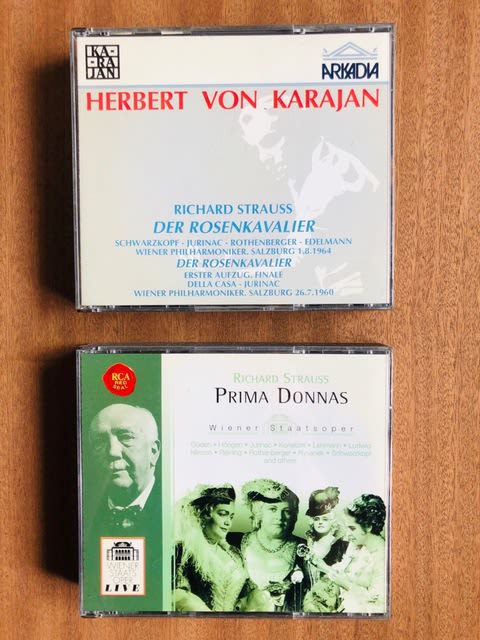 KA-
-RA-
JAN
ARKADIA
HERBERT VON KARAJAN
RICHARD STRAUSS
DER ROSENKAVALIER
SCHWARZKOPF - JURINAC - ROTHENBERGER - EDELMANN
WIENER PHILHARMONIKER. SALZBURG 1.8.1964
DER ROSENKAVALIER
ERSTER AUFZUG. FINALE
DELLA CASA - JURINAC
WIENER PHILHARMONIKER. SALZBURG 26.7.1960
RCA
RED
SEAL
RICHARD STRAUSS
PRIMA DONNAS
Wiener Staatsoper
Güden • Höngen • Jurinac • Konetzni • Lehmann • Ludwig
Nilsson • Reining • Rothenberger • Rysanek • Schwarzkopf
and others
WIENER
STAATS
OPER
LIVE